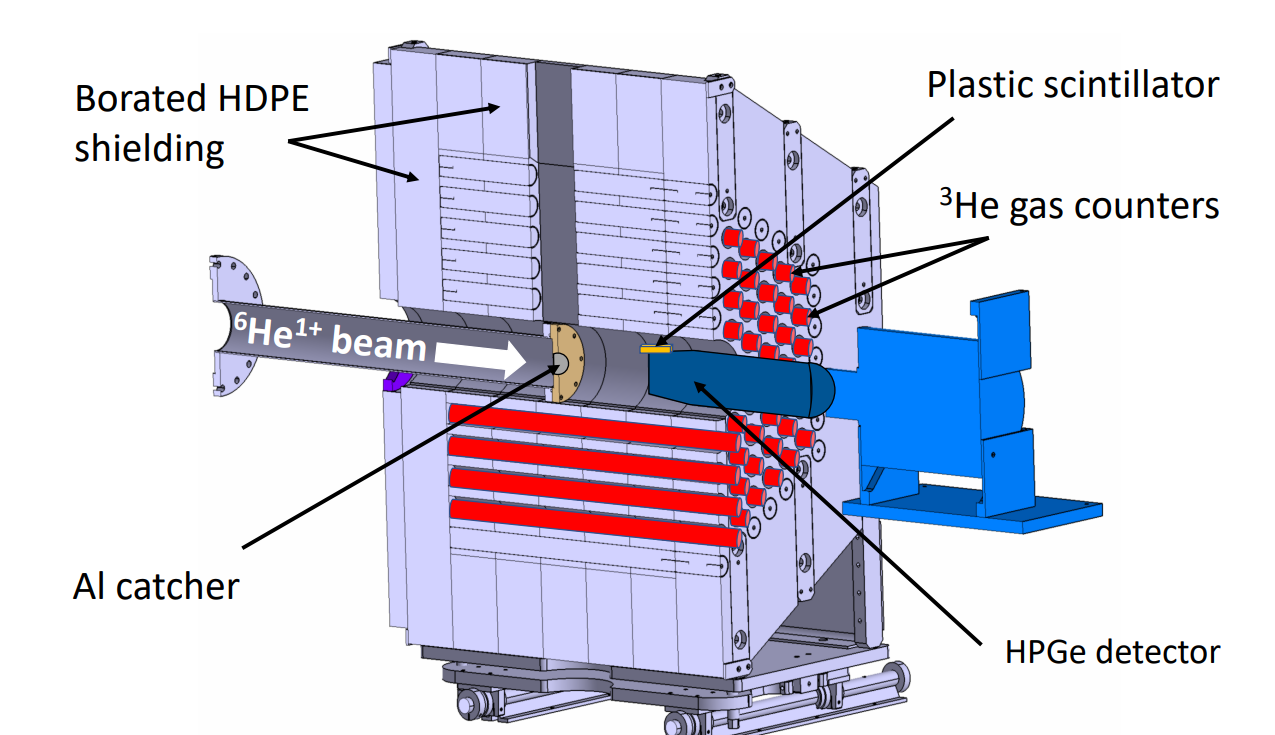 Plastic scintillator
Borated HDPE
shielding
³He gas counters
⁶He¹⁺ beam
Al catcher
HPGe detector